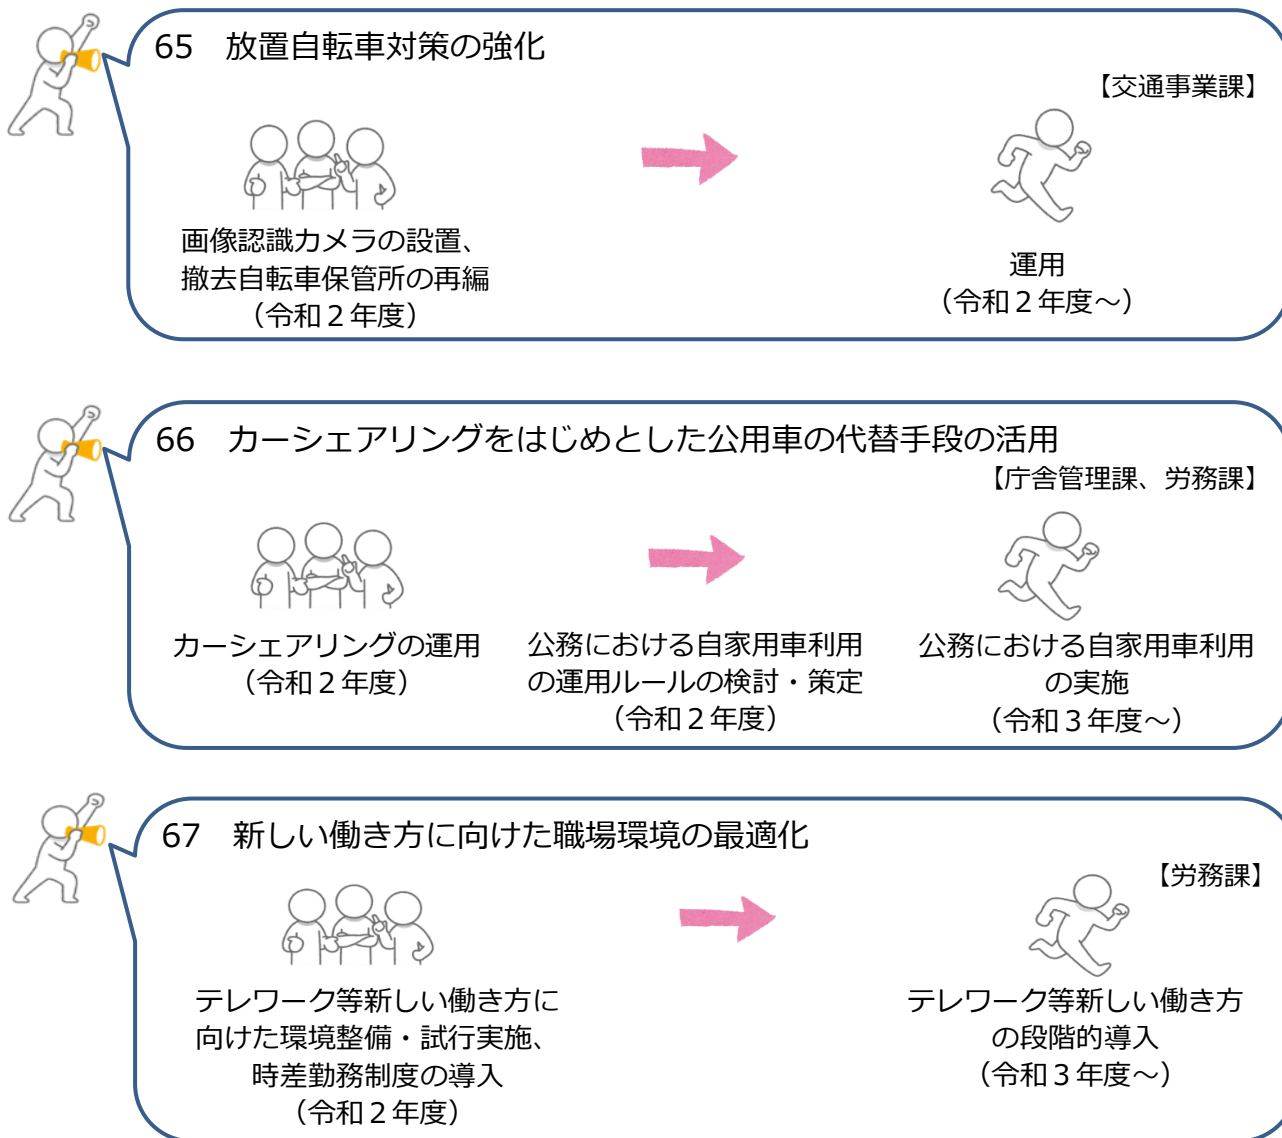 65　放置自転車対策の強化
【交通事業課】
画像認識カメラの設置、
撤去自転車保管所の再編
（令和２年度）
運用
（令和２年度～）
66　カーシェアリングをはじめとした公用車の代替手段の活用
【庁舎管理課、労務課】
カーシェアリングの運用
（令和２年度）
公務における自家用車利用
の運用ルールの検討・策定
（令和２年度）
公務における自家用車利用
の実施
（令和３年度～）
67　新しい働き方に向けた職場環境の最適化
【労務課】
テレワーク等新しい働き方に
向けた環境整備・試行実施、
時差勤務制度の導入
（令和２年度）
テレワーク等新しい働き方
の段階的導入
（令和３年度～）